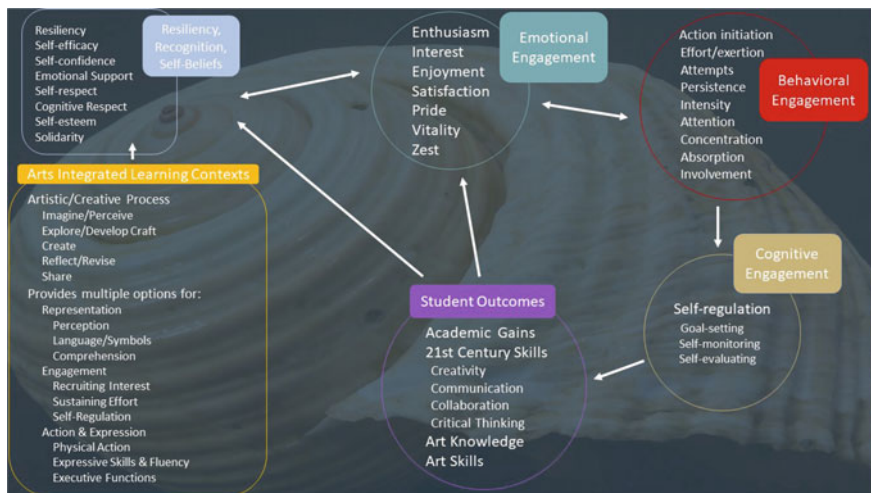 Resiliency
Self-efficacy
Self-confidence
Emotional Support
Self-respect
Cognitive Respect
Self-esteem
Solidarity
Resiliency,
Recognition,
Self-Beliefs
Enthusiasm
Interest
Enjoyment
Satisfaction
Pride
Vitality
Zest
Emotional
Engagement
Action initiation
Effort/exertion
Attempts
Persistence
Intensity
Attention
Concentration
Absorption
Involvement
Behavioral
Engagement
Arts Integrated Learning Contexts
Artistic/Creative Process
Imagine/Perceive
Explore/Develop Craft
Create
Reflect/Revise
Share
Provides multiple options for:
Representation
Perception
Language/Symbols
Comprehension
Engagement
Recruiting Interest
Sustaining Effort
Self-Regulation
Action & Expression
Physical Action
Expressive Skills & Fluency
Executive Functions
Student Outcomes
Academic Gains
21st Century Skills
Creativity
Communication
Collaboration
Critical Thinking
Art Knowledge
Art Skills
Cognitive
Engagement
Self-regulation
Goal-setting
Self-monitoring
Self-evaluating